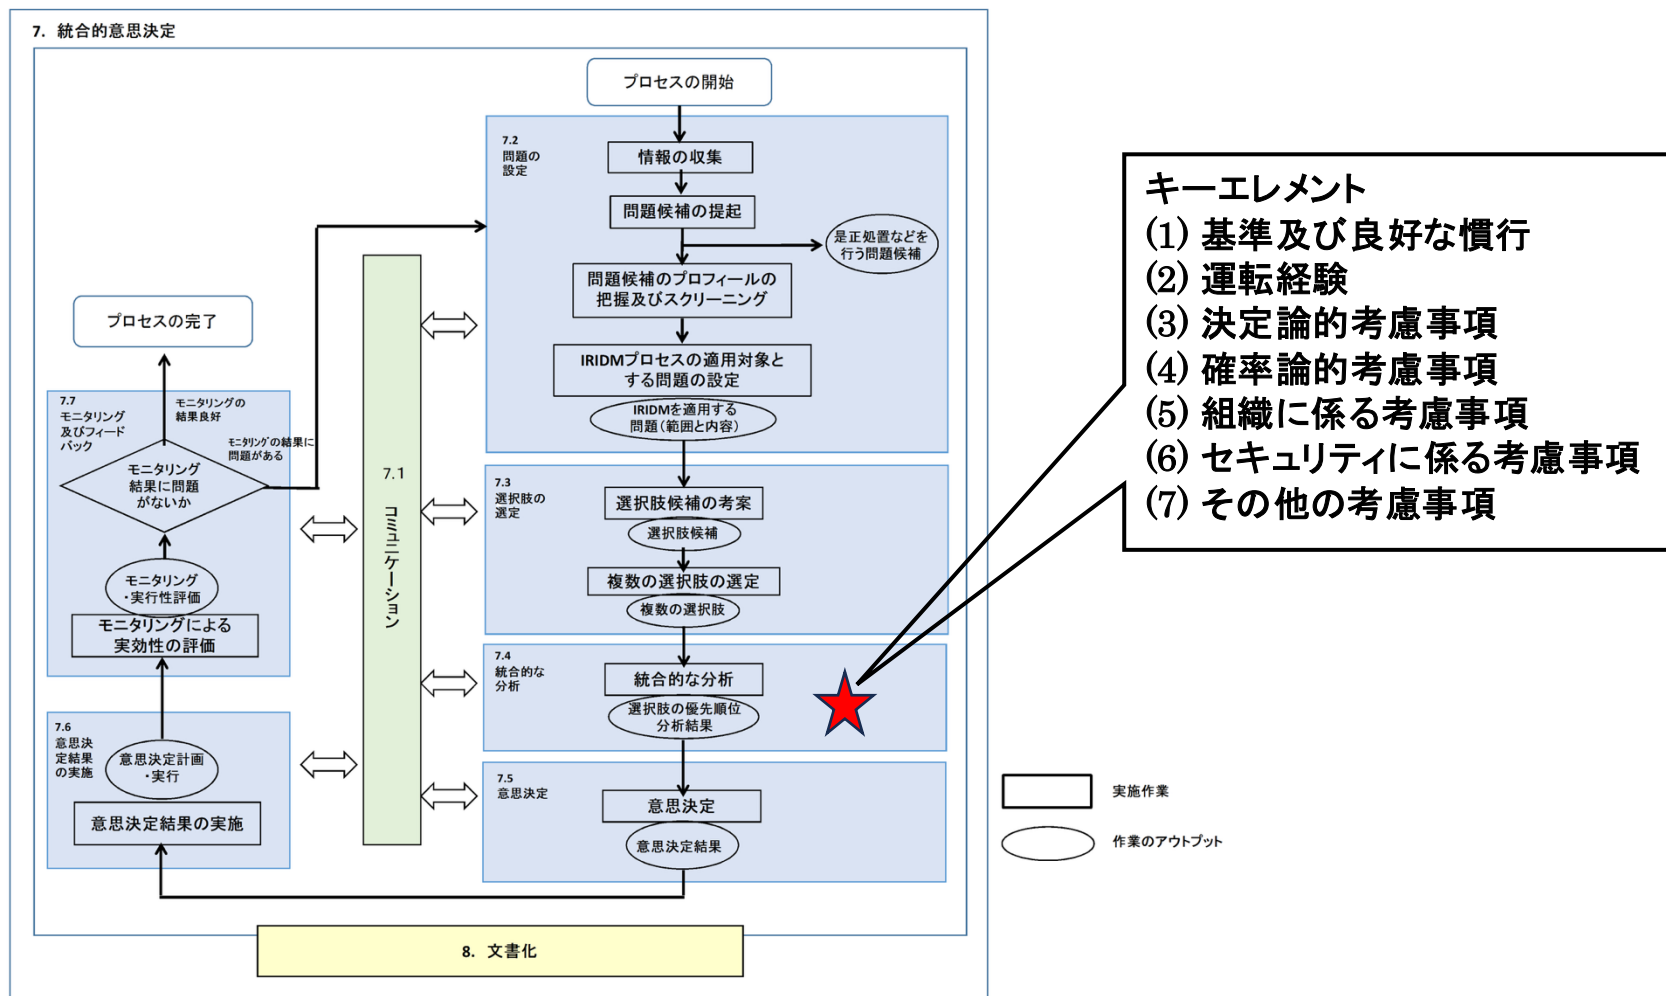 7. 統合的意思決定
プロセスの開始
7.2
問題の
設定
情報の収集
問題候補の提起
是正処置などを
行う問題候補
問題候補のプロフィールの
把握及びスクリーニング
IRIDMプロセスの適用対象と
する問題の設定
IRIDMを適用する
問題（範囲と内容）
7.3
選択肢の
選定
選択肢候補の考案
選択肢候補
複数の選択肢の選定
複数の選択肢
7.4
統合的な
分析
統合的な分析
選択肢の優先順位
分析結果
7.5
意思決定
意思決定
意思決定結果
7.1
コミュニケーション
プロセスの完了
7.7
モニタリング
及びフィード
バック
モニタリングの
結果良好
モニタリングの結果に
問題がある
モニタリング
結果に問題
がないか
モニタリング
・実行性評価
モニタリングによる
実効性の評価
7.6
意思決
定結果
の実施
意思決定計画
・実行
意思決定結果の実施
8. 文書化
キーエレメント
(1) 基準及び良好な慣行
(2) 運転経験
(3) 決定論的考慮事項
(4) 確率論的考慮事項
(5) 組織に係る考慮事項
(6) セキュリティに係る考慮事項
(7) その他の考慮事項
実施作業
作業のアウトプット